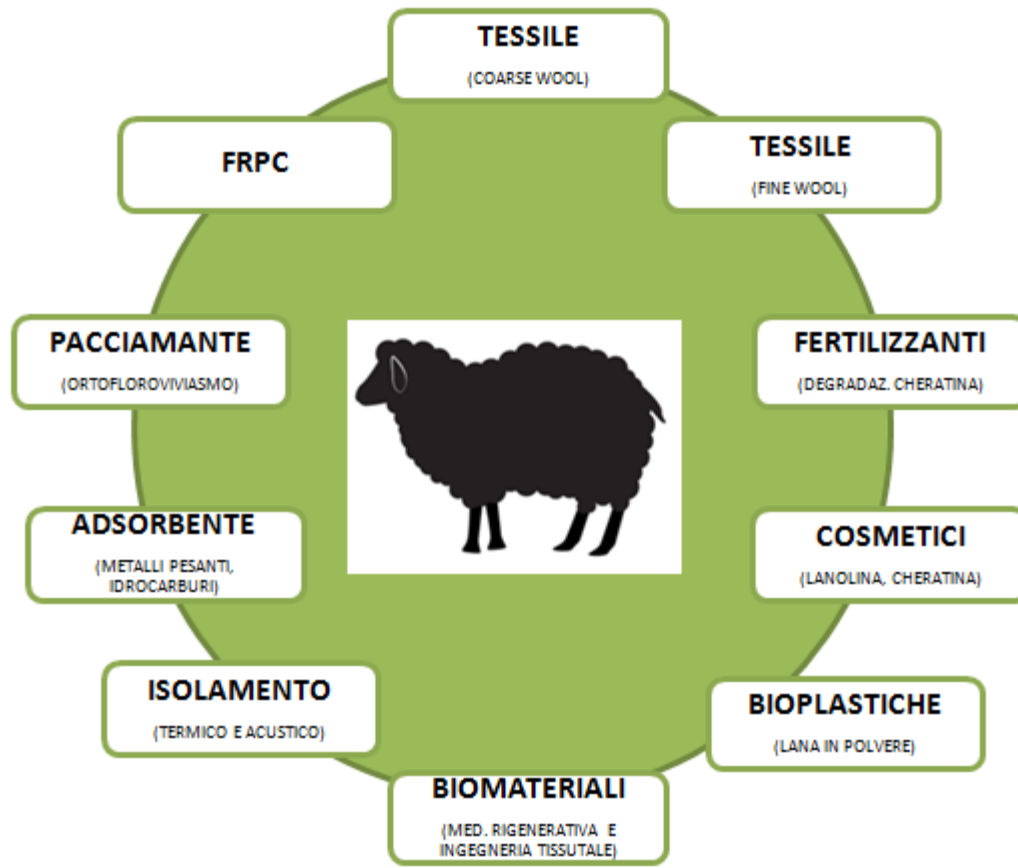 TESSILE
(COARSE WOOL)
TESSILE
(FINE WOOL)
FRPC
PACCIAMANTE
(ORTOFLOROVIVIASMO)
FERTILIZZANTI
(DEGRADAZ. CHERATINA)
ADSORBENTE
(METALLI PESANTI,
IDROCARBURI)
COSMETICI
(LANOLINA, CHERATINA)
ISOLAMENTO
(TERMICO E ACUSTICO)
BIOPLASTICHE
(LANA IN POLVERE)
BIOMATERIALI
(MED. RIGENERATIVA E
INGEGNERIA TISSUTALE)